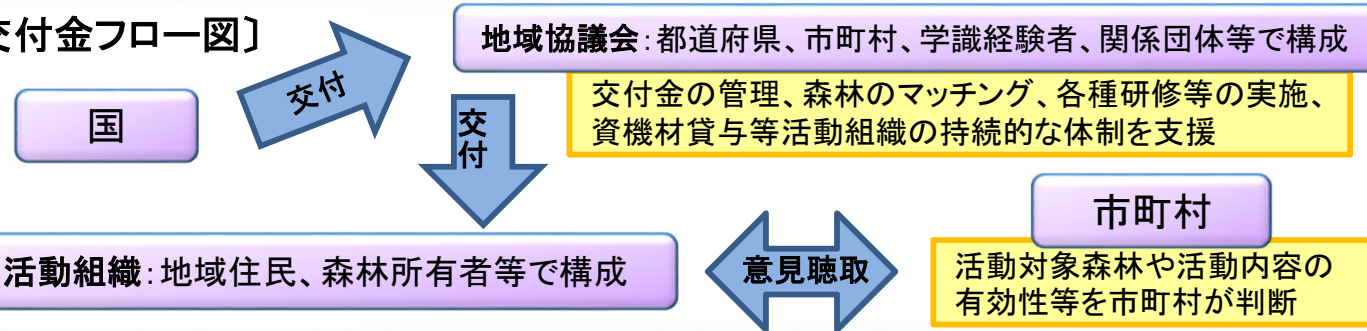 付金フロー図〕
地域協議会:都道府県、市町村、学識経験者、関係団体等で構成
国
交付
交付金の管理、森林のマッチング、各種研修等の実施、
資機材貸与等活動組織の持続的な体制を支援
交付
市町村
活動組織:地域住民、森林所有者等で構成
意見聴取
活動対象森林や活動内容の
有効性等を市町村が判断